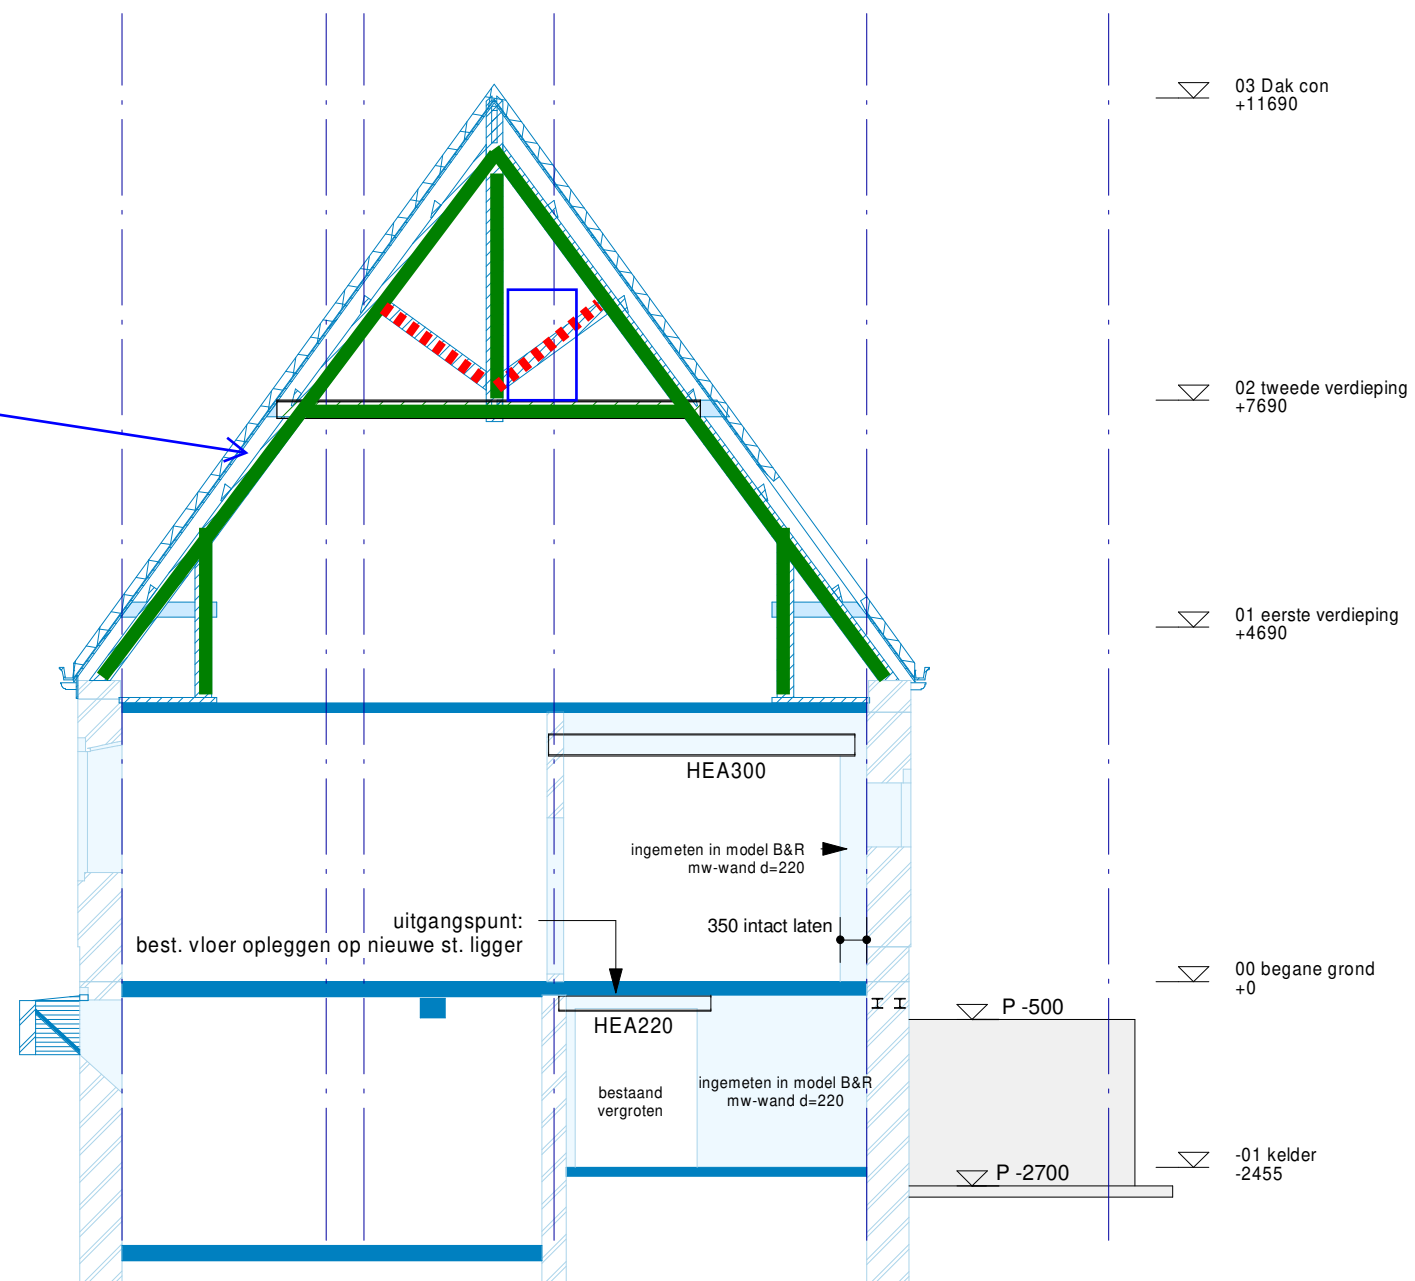 03 Dak con
+11690
02 tweede verdieping
+7690
01 eerste verdieping
+4690
HEA300
ingemeten in model B&R
mw-wand d=220
uitgangspunt:
best. vloer opleggen op nieuwe st. ligger
350 intact laten
00 begane grond
+0
P -500
HEA220
bestaand
vergroten
ingemeten in model B&R
mw-wand d=220
-01 kelder
-2455
P -2700